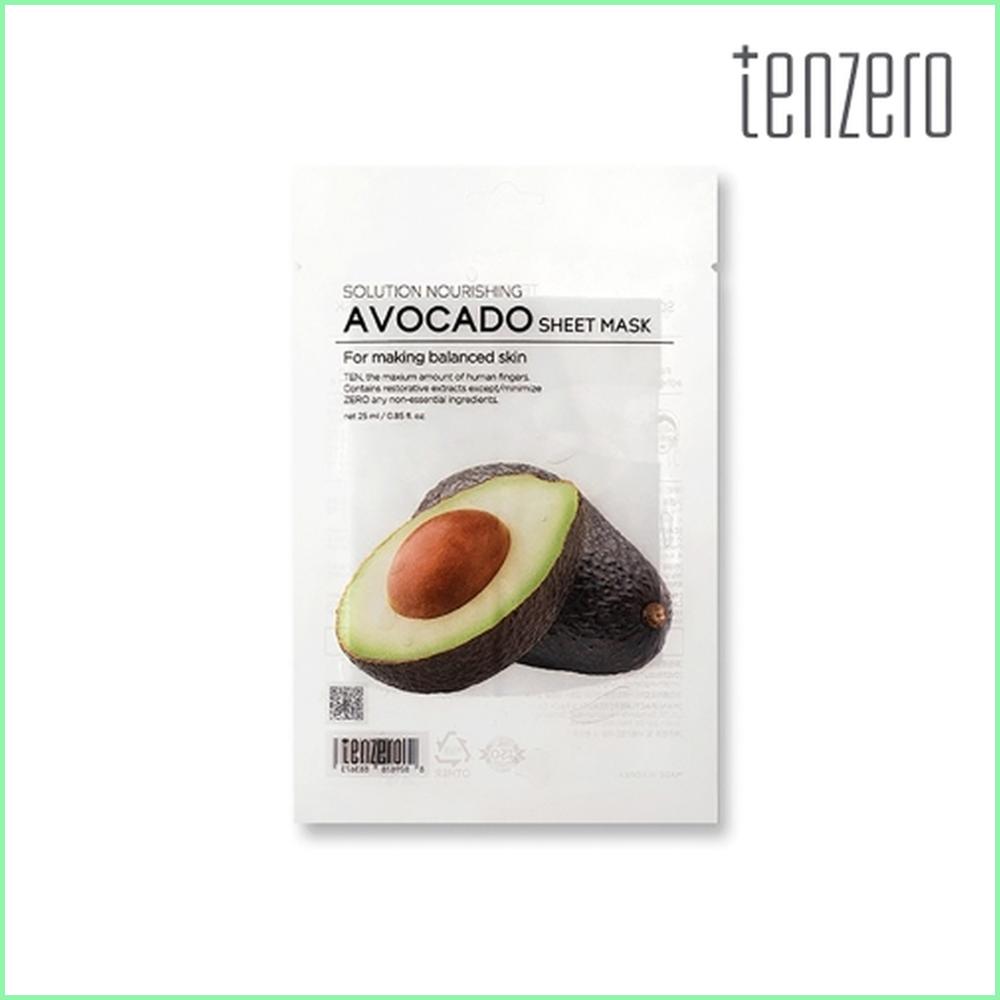 tenzero
SOLUTION NOURISHING
AVOCADO SHEET MASK
For making balanced skin
TEN, the maxium amount of human fingers.
Contains restorative extracts except/minimize
ZERO any non-essential ingredients.
net 25 ml / 0.85 fl. oz
tenzero
OTHER